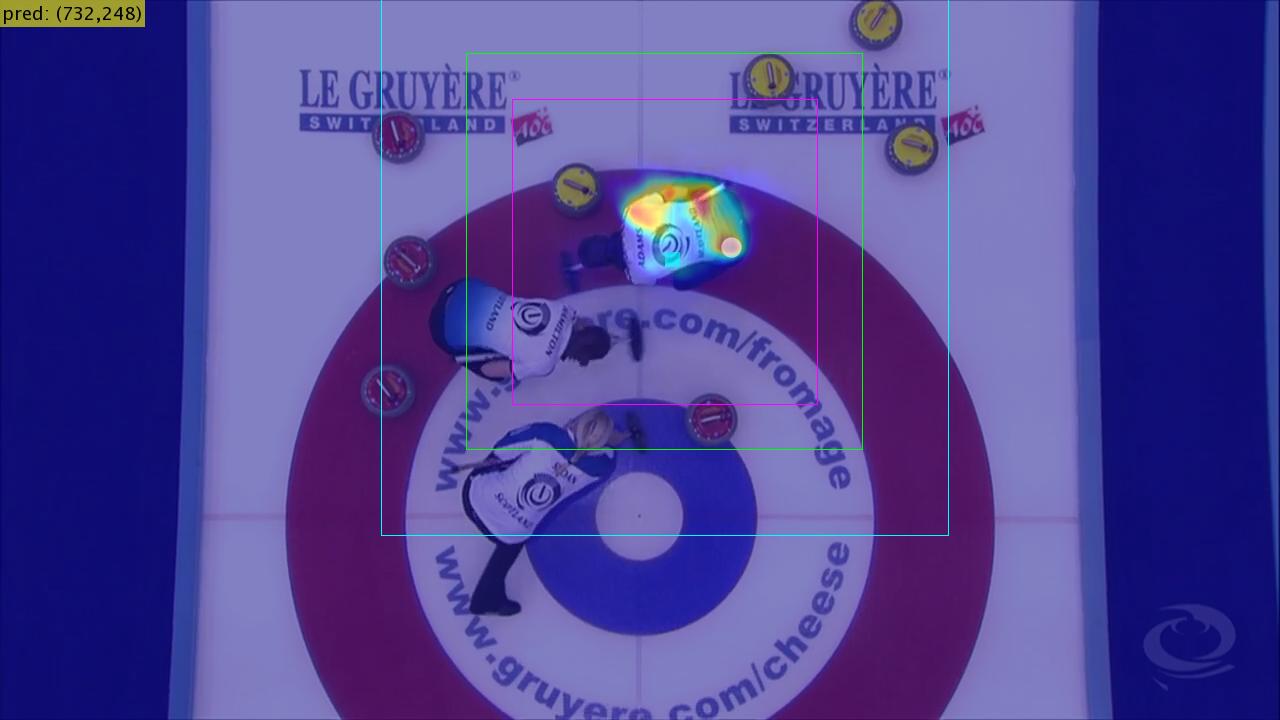 pred: (732,248)
LE GRUYÈRE®
SWITZERLAND
AOC
LE GRUYÈRE®
SWITZERLAND
AOC
ADAMS
SCOTLAND
HAMILTON
SCOTLAND
www.gruyere.com/fromage
www.gruyere.com/cheese